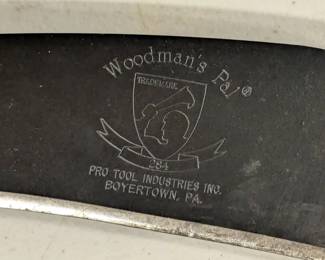 Woodman's Pal®
TRADEMARK
284
PRO TOOL INDUSTRIES INC.
BOYERTOWN, PA.